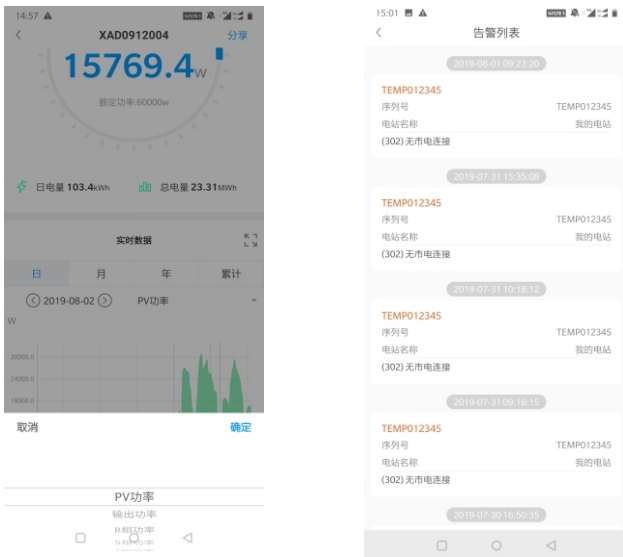 14:57
XAD0912004
分享
15769.4W
额定功率:60000w
日电量 103.4kWh
总电量 23.31MWh
实时数据
日 月 年 累计
2019-08-02 PV功率
W
30000.0
24000.0
18000.0
取消 确定
PV功率
输出功率
R相功率
15:01
告警列表
2019-08-01 09:23:20
TEMP012345
序列号 TEMP012345
电站名称 我的电站
(302) 无市电连接
2019-07-31 15:35:08
TEMP012345
序列号 TEMP012345
电站名称 我的电站
(302) 无市电连接
2019-07-31 10:18:12
TEMP012345
序列号 TEMP012345
电站名称 我的电站
(302) 无市电连接
2019-07-31 09:18:15
TEMP012345
序列号 TEMP012345
电站名称 我的电站
(302) 无市电连接
2019-07-30 16:50:35